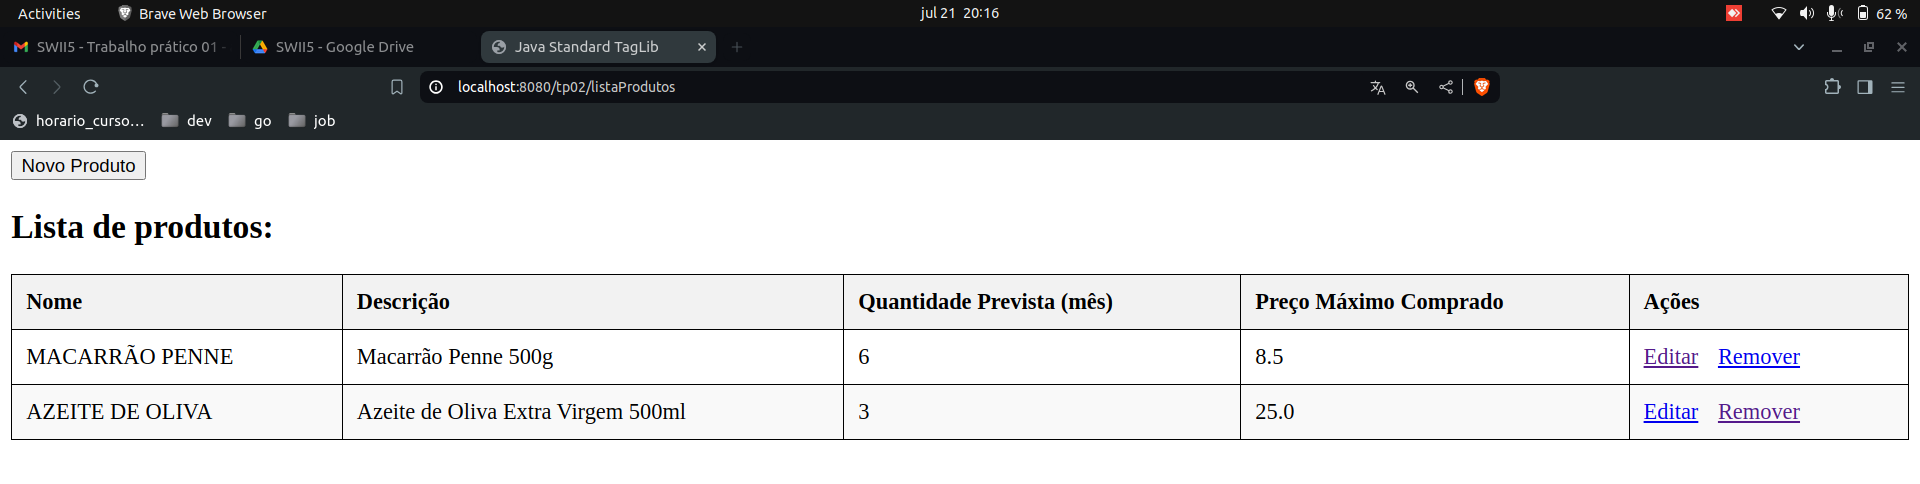 Activities Brave Web Browser jul 21 20:16 62 %
SWII5 - Trabalho prático 01 - SWII5 - Google Drive Java Standard TagLib
localhost:8080/tp02/listaProdutos
horario_curso... dev go job
Novo Produto
Lista de produtos:
Nome Descrição Quantidade Prevista (mês) Preço Máximo Comprado Ações
MACARRÃO PENNE Macarrão Penne 500g 6 8.5 Editar Remover
AZEITE DE OLIVA Azeite de Oliva Extra Virgem 500ml 3 25.0 Editar Remover